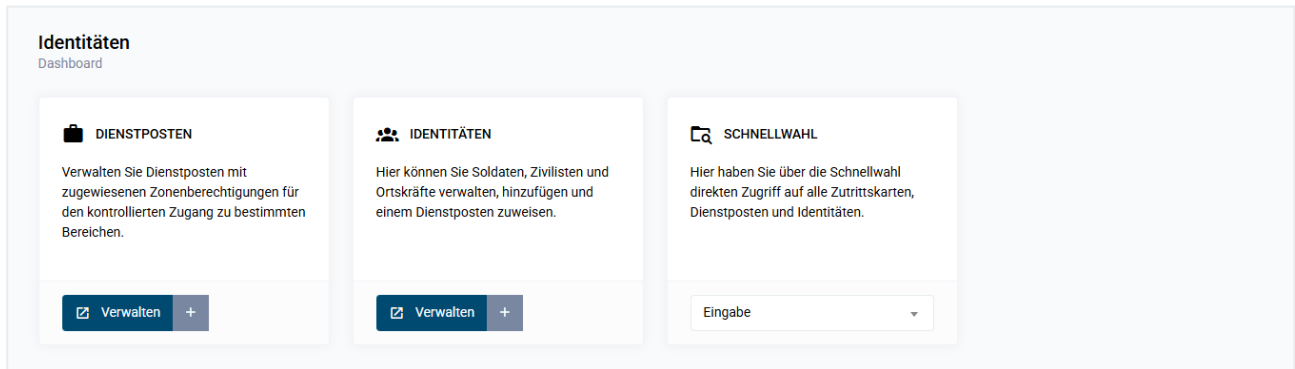 Identitäten
Dashboard
DIENSTPOSTEN
Verwalten Sie Dienstposten mit
zugewiesenen Zonenberechtigungen für
den kontrollierten Zugang zu bestimmten
Bereichen.
Verwalten +
IDENTITÄTEN
Hier können Sie Soldaten, Zivilisten und
Ortskräfte verwalten, hinzufügen und
einem Dienstposten zuweisen.
Verwalten +
SCHNELLWAHL
Hier haben Sie über die Schnellwahl
direkten Zugriff auf alle Zutrittskarten,
Dienstposten und Identitäten.
Eingabe